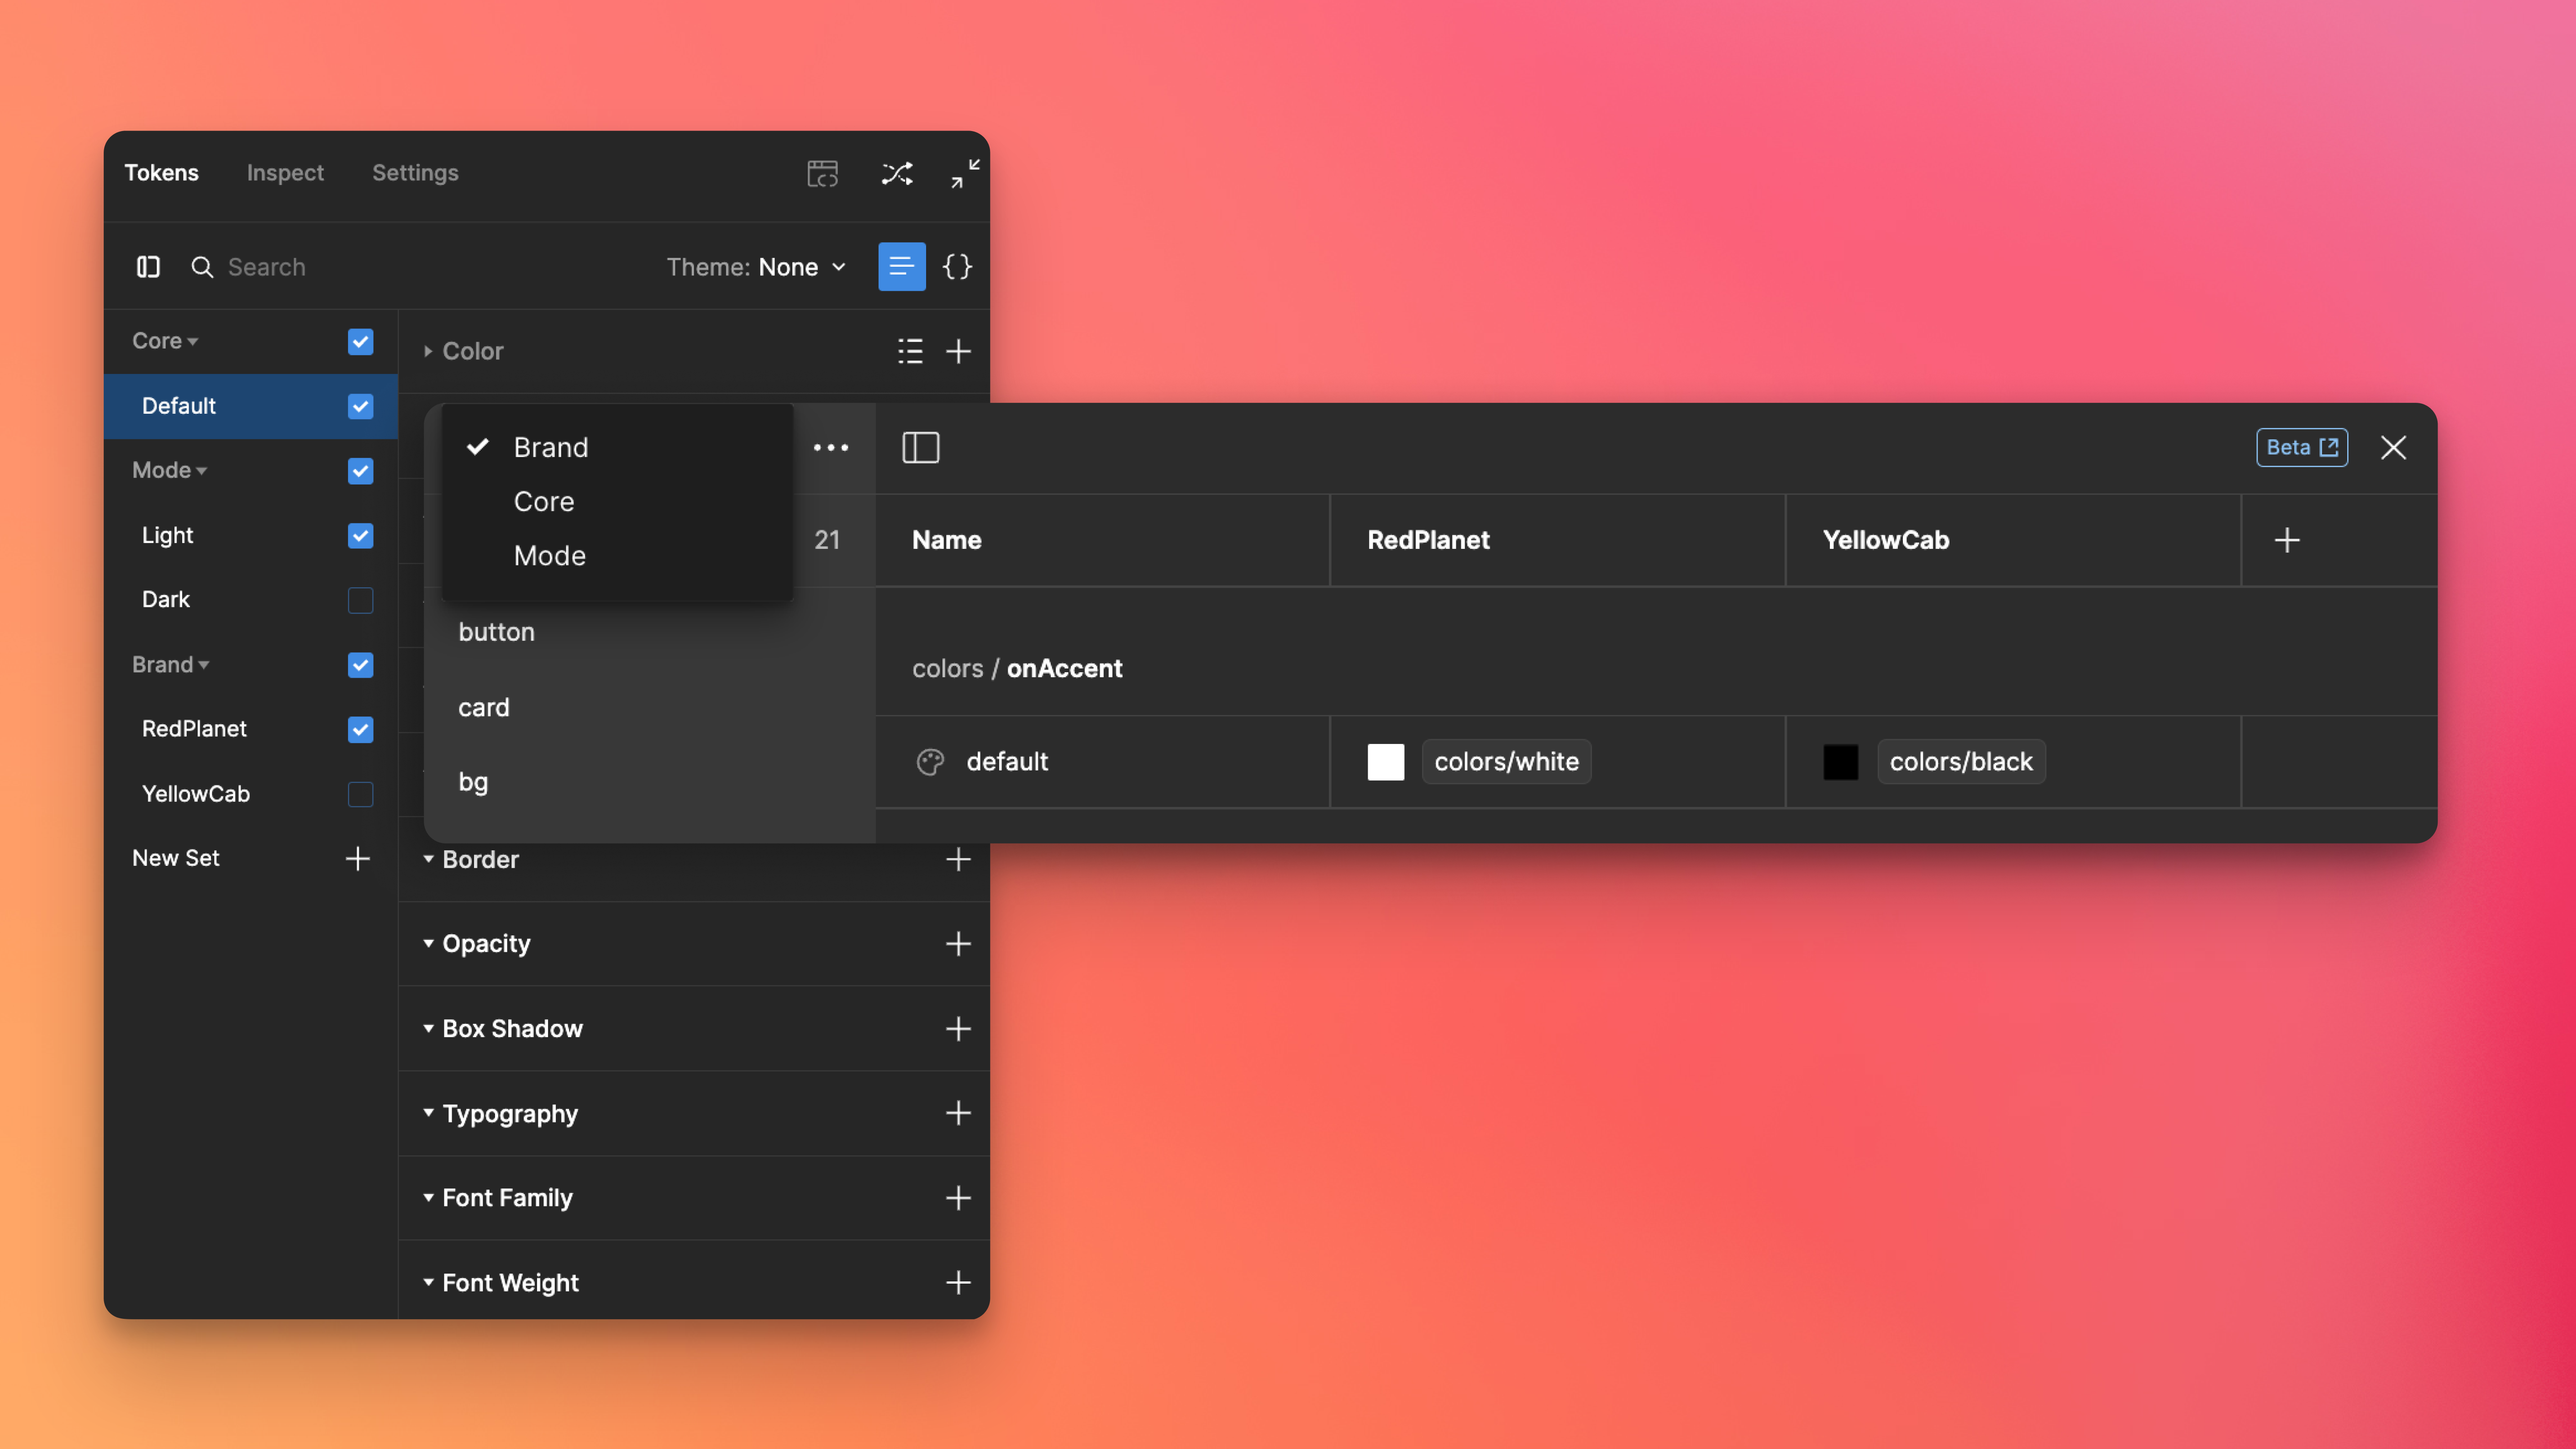 Tokens Inspect Settings
Search Theme: None { }
Core
Default
Mode
Light
Dark
Brand
RedPlanet
YellowCab
New Set
Color
Border
Opacity
Box Shadow
Typography
Font Family
Font Weight
Brand
Core
Mode
21
button
card
bg
Beta
Name RedPlanet YellowCab
colors / onAccent
default colors/white colors/black